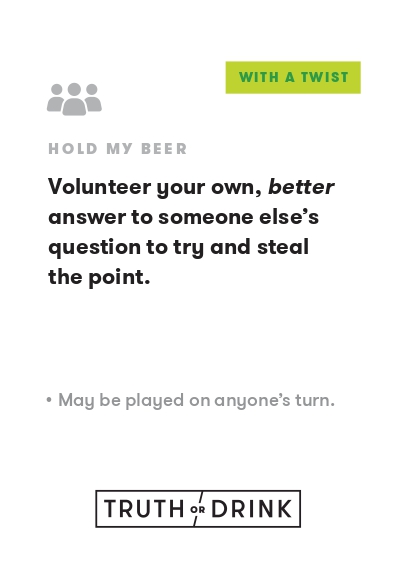 WITH A TWIST
HOLD MY BEER
Volunteer your own, better
answer to someone else’s
question to try and steal
the point.
• May be played on anyone’s turn.
TRUTH OR DRINK